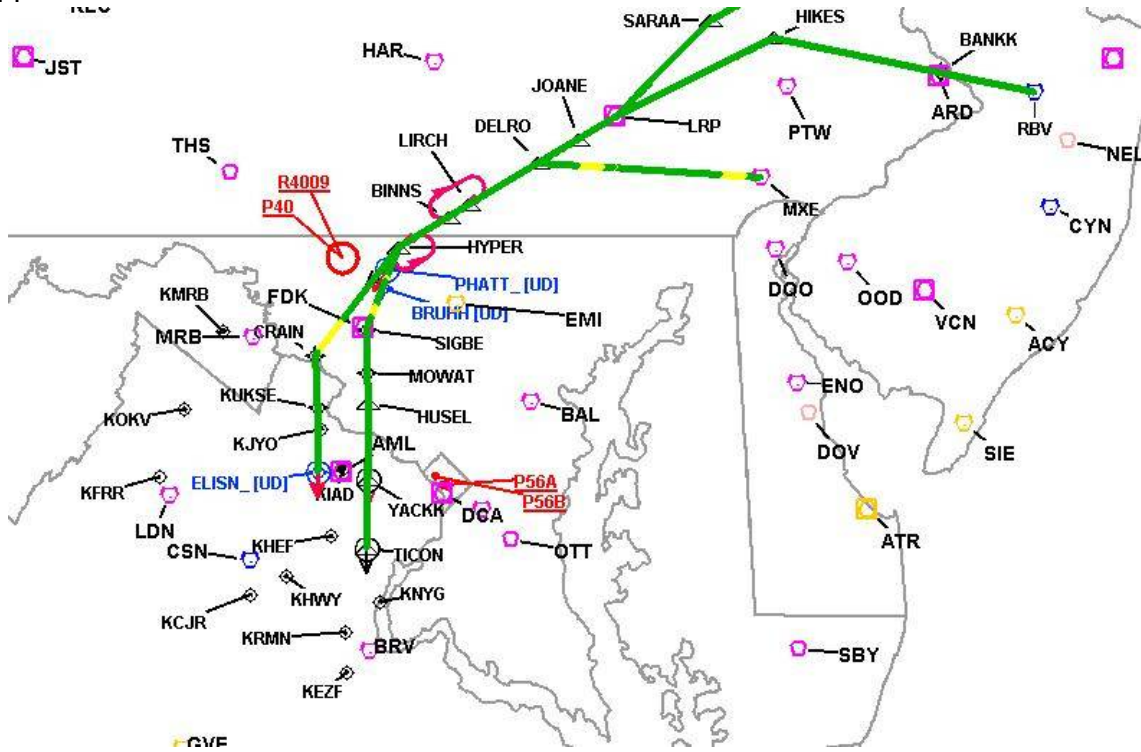 SARAA
HIKES
HAR
JST
BANKK
JOANE
ARD
PTW
RBV
LRP
DELRO
NEL
THS
LIRCH
R4009
BINNS
P40
MXE
CYN
HYPER
PHATT_[UD]
DQO
OOD
KMRB
FDK
BRUHH [UD]
EMI
VCN
CRAIN
MRB
SIGBE
ACY
MOWAT
ENO
KUKSE
HUSEL
BAL
KOKV
KJYO
DOV
SIE
AML
ELISN_[UD]
P56A
KFRR
KIAD
P56B
YACKK
DCA
LDN
ATR
CSN
KHEF
TICON
OTT
KHWY
KNYG
KCJR
KRMN
BRV
SBY
KEZF
GVE